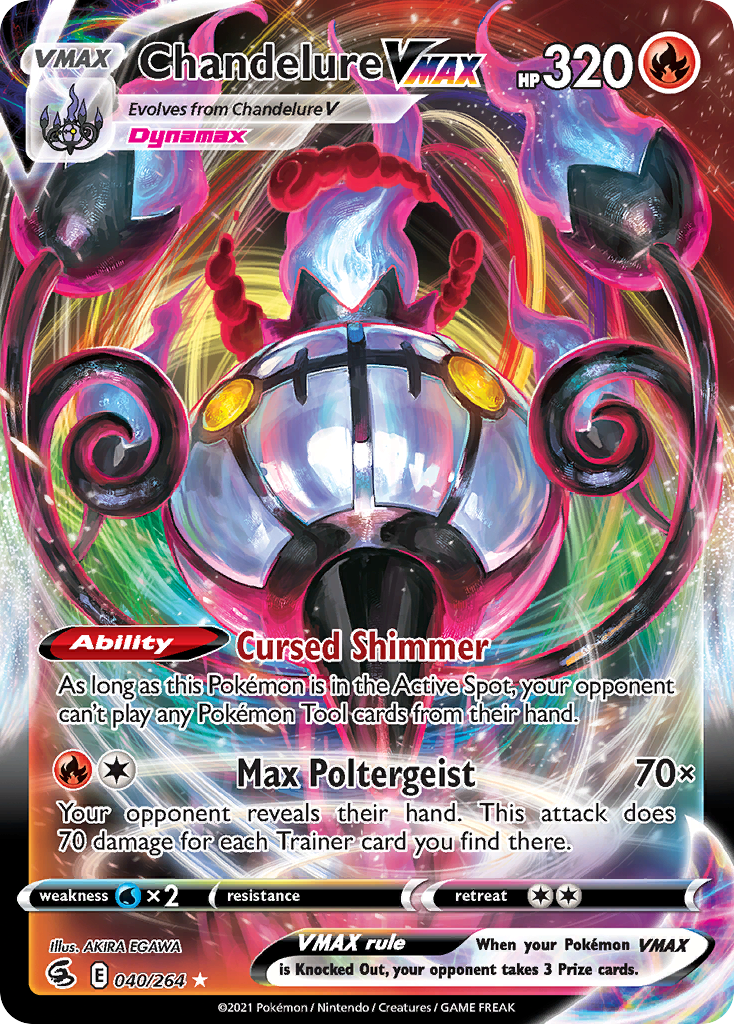 VMAX
Chandelure VMAX
HP 320
Evolves from Chandelure V
Dynamax
Ability Cursed Shimmer
As long as this Pokémon is in the Active Spot, your opponent
can't play any Pokémon Tool cards from their hand.
Max Poltergeist 70×
Your opponent reveals their hand. This attack does
70 damage for each Trainer card you find there.
weakness ×2 resistance retreat
Illus. AKIRA EGAWA
E 040/264 ★
VMAX rule When your Pokémon VMAX
is Knocked Out, your opponent takes 3 Prize cards.
©2021 Pokémon / Nintendo / Creatures / GAME FREAK